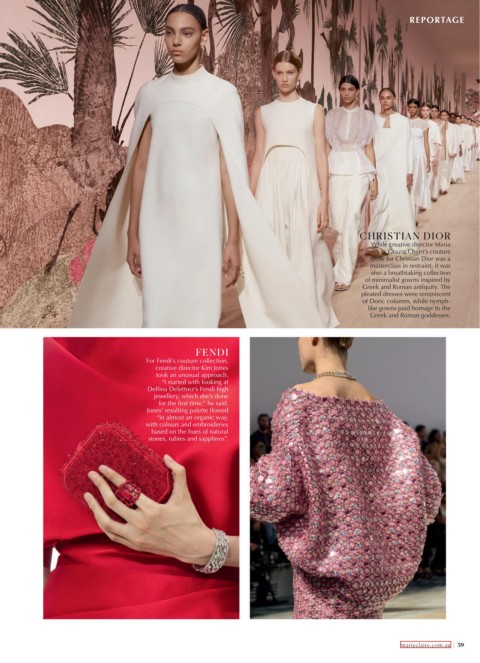 REPORTAGE
CHRISTIAN DIOR
While creative director Maria
Grazia Chiuri's couture
show for Christian Dior was a
masterclass in restraint, it was
also a breathtaking collection
of minimalist gowns inspired by
Greek and Roman antiquity. The
pleated dresses were reminiscent
of Doric columns, while nymph-
like gowns paid homage to the
Greek and Roman goddesses.
FENDI
For Fendi's couture collection,
creative director Kim Jones
took an unusual approach.
"I started with looking at
Delfina Delettrez's Fendi high
jewellery, which she's done
for the first time," he said.
Jones' resulting palette flowed
"in almost an organic way,
with colours and embroideries
based on the hues of natural
stones, rubies and sapphires".
marieclaire.com.au | 39